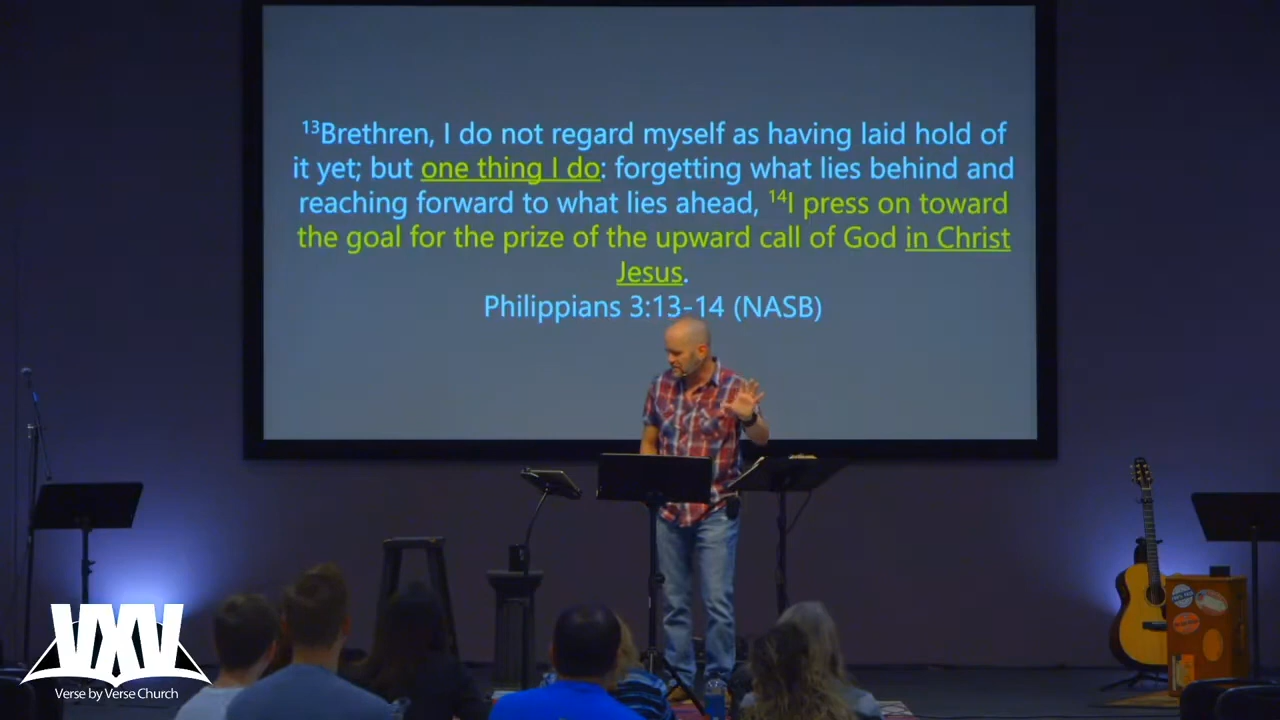 ¹³Brethren, I do not regard myself as having laid hold of
it yet; but one thing I do: forgetting what lies behind and
reaching forward to what lies ahead, ¹⁴I press on toward
the goal for the prize of the upward call of God in Christ
Jesus.
Philippians 3:13-14 (NASB)
VXV
Verse by Verse Church